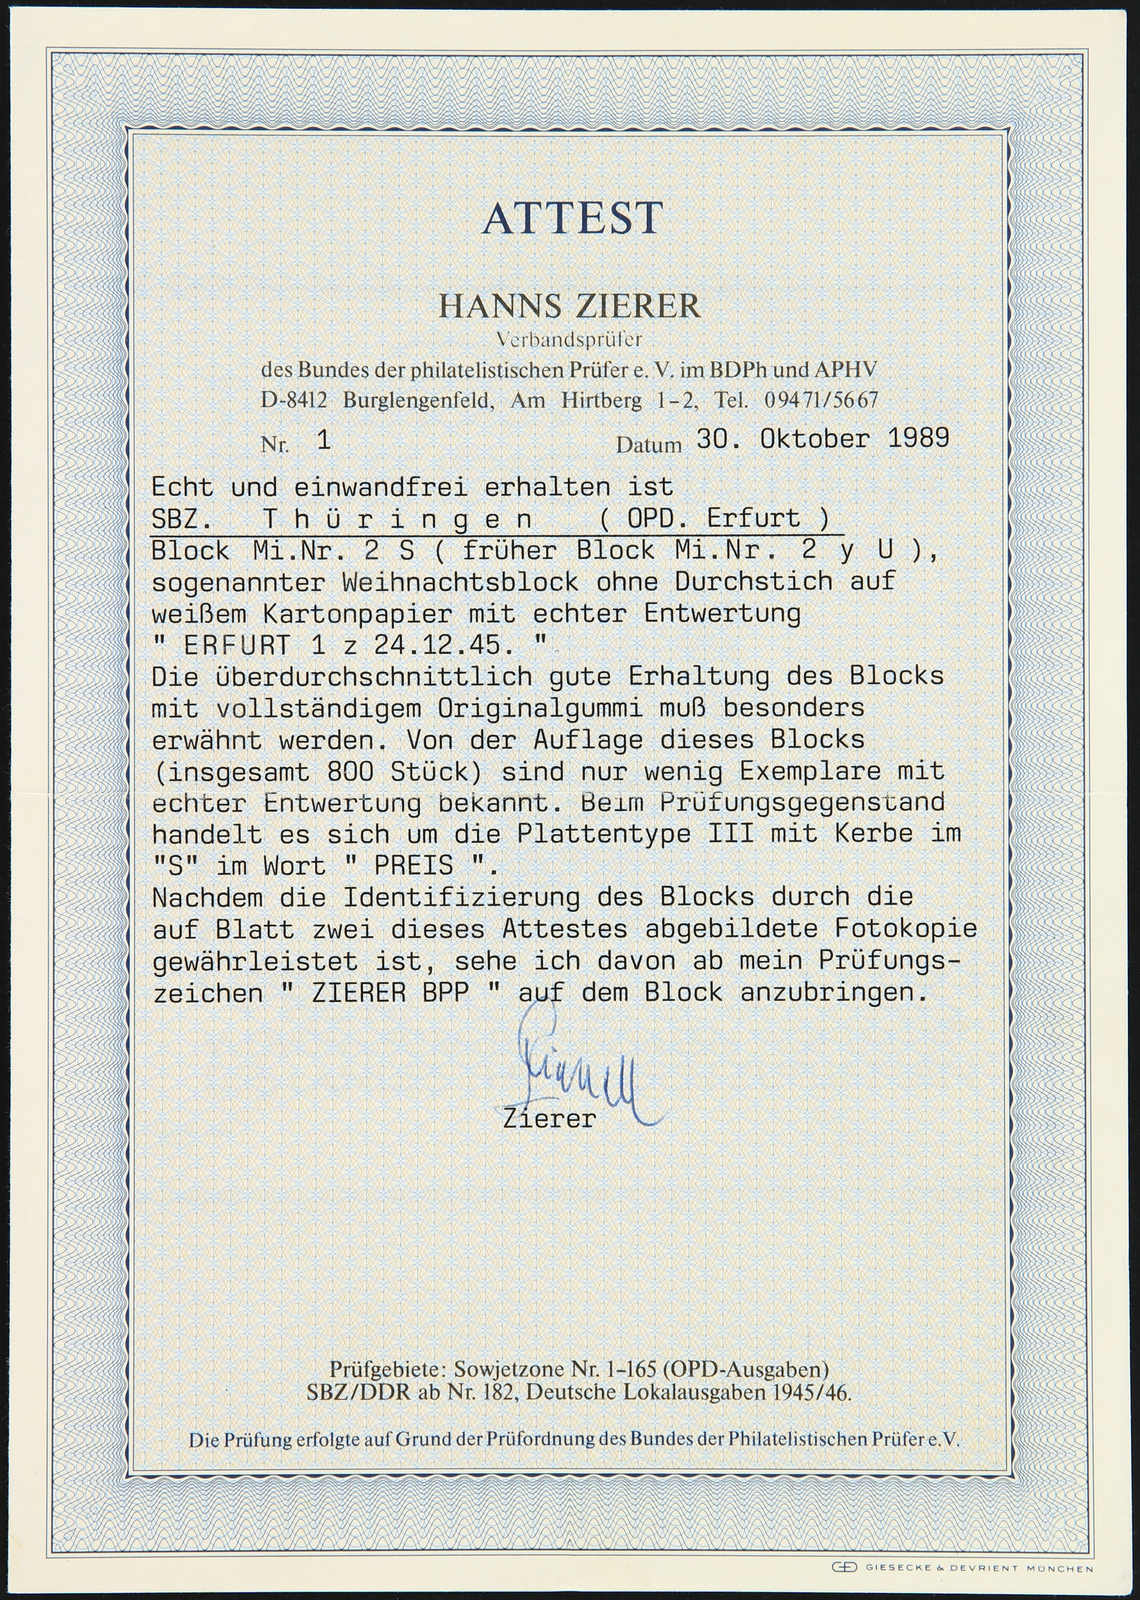 ATTEST
HANNS ZIERER
Verbandsprüfer
des Bundes der philatelistischen Prüfer e. V. im BDPh und APHV
D-8412 Burglengenfeld, Am Hirtberg 1–2, Tel. 09471/5667
Nr. 1 Datum 30. Oktober 1989
Echt und einwandfrei erhalten ist
SBZ. T h ü r i n g e n ( OPD. Erfurt )
Block Mi.Nr. 2 S ( früher Block Mi.Nr. 2 y U ),
sogenannter Weihnachtsblock ohne Durchstich auf
weißem Kartonpapier mit echter Entwertung
" ERFURT 1 z 24.12.45. ".
Die überdurchschnittlich gute Erhaltung des Blocks
mit vollständigem Originalgummi muß besonders
erwähnt werden. Von der Auflage dieses Blocks
(insgesamt 800 Stück) sind nur wenig Exemplare mit
echter Entwertung bekannt. Beim Prüfungsgegenstand
handelt es sich um die Plattentype III mit Kerbe im
"S" im Wort " PREIS ".
Nachdem die Identifizierung des Blocks durch die
auf Blatt zwei dieses Attestes abgebildete Fotokopie
gewährleistet ist, sehe ich davon ab mein Prüfungs-
zeichen " ZIERER BPP " auf dem Block anzubringen.
Zierer
Prüfgebiete: Sowjetzone Nr. 1–165 (OPD-Ausgaben)
SBZ/DDR ab Nr. 182, Deutsche Lokalausgaben 1945/46.
Die Prüfung erfolgte auf Grund der Prüfordnung des Bundes der Philatelistischen Prüfer e.V.
GIESECKE & DEVRIENT MÜNCHEN